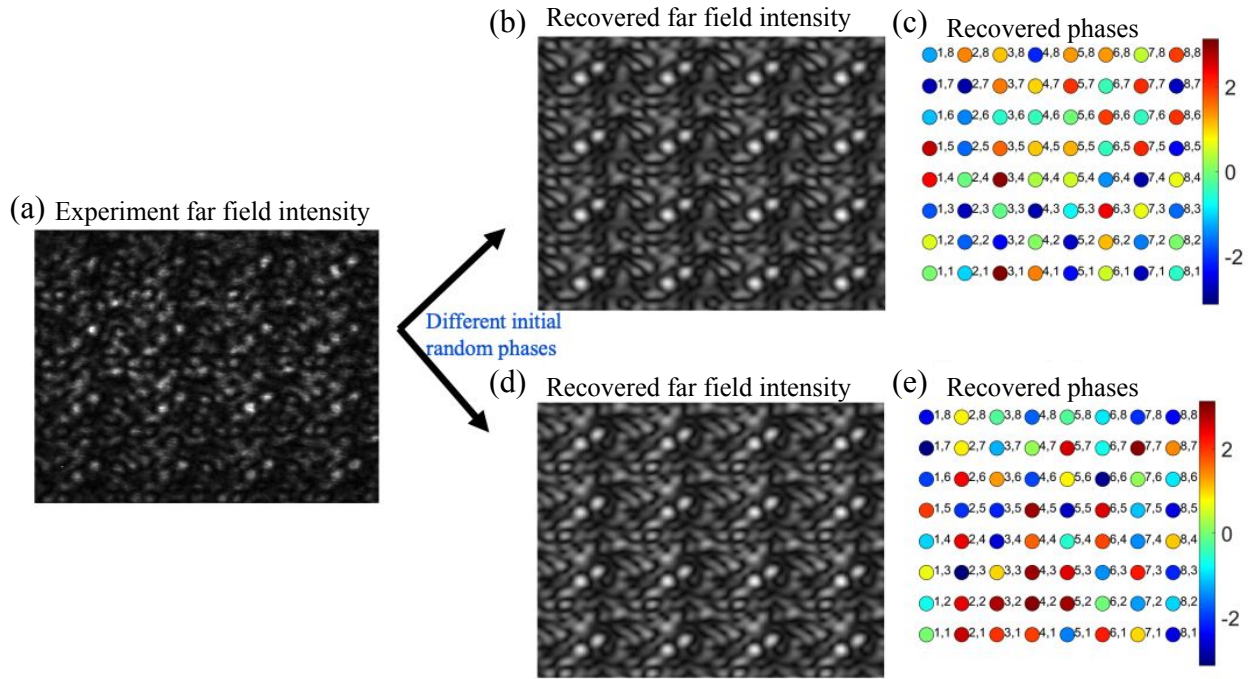 (a) Experiment far field intensity
Different initial
random phases
(b) Recovered far field intensity
(c) Recovered phases
1,8 2,8 3,8 4,8 5,8 6,8 7,8 8,8
1,7 2,7 3,7 4,7 5,7 6,7 7,7 8,7
1,6 2,6 3,6 4,6 5,6 6,6 7,6 8,6
1,5 2,5 3,5 4,5 5,5 6,5 7,5 8,5
1,4 2,4 3,4 4,4 5,4 6,4 7,4 8,4
1,3 2,3 3,3 4,3 5,3 6,3 7,3 8,3
1,2 2,2 3,2 4,2 5,2 6,2 7,2 8,2
1,1 2,1 3,1 4,1 5,1 6,1 7,1 8,1
2
0
-2
(d) Recovered far field intensity
(e) Recovered phases
1,8 2,8 3,8 4,8 5,8 6,8 7,8 8,8
1,7 2,7 3,7 4,7 5,7 6,7 7,7 8,7
1,6 2,6 3,6 4,6 5,6 6,6 7,6 8,6
1,5 2,5 3,5 4,5 5,5 6,5 7,5 8,5
1,4 2,4 3,4 4,4 5,4 6,4 7,4 8,4
1,3 2,3 3,3 4,3 5,3 6,3 7,3 8,3
1,2 2,2 3,2 4,2 5,2 6,2 7,2 8,2
1,1 2,1 3,1 4,1 5,1 6,1 7,1 8,1
2
0
-2